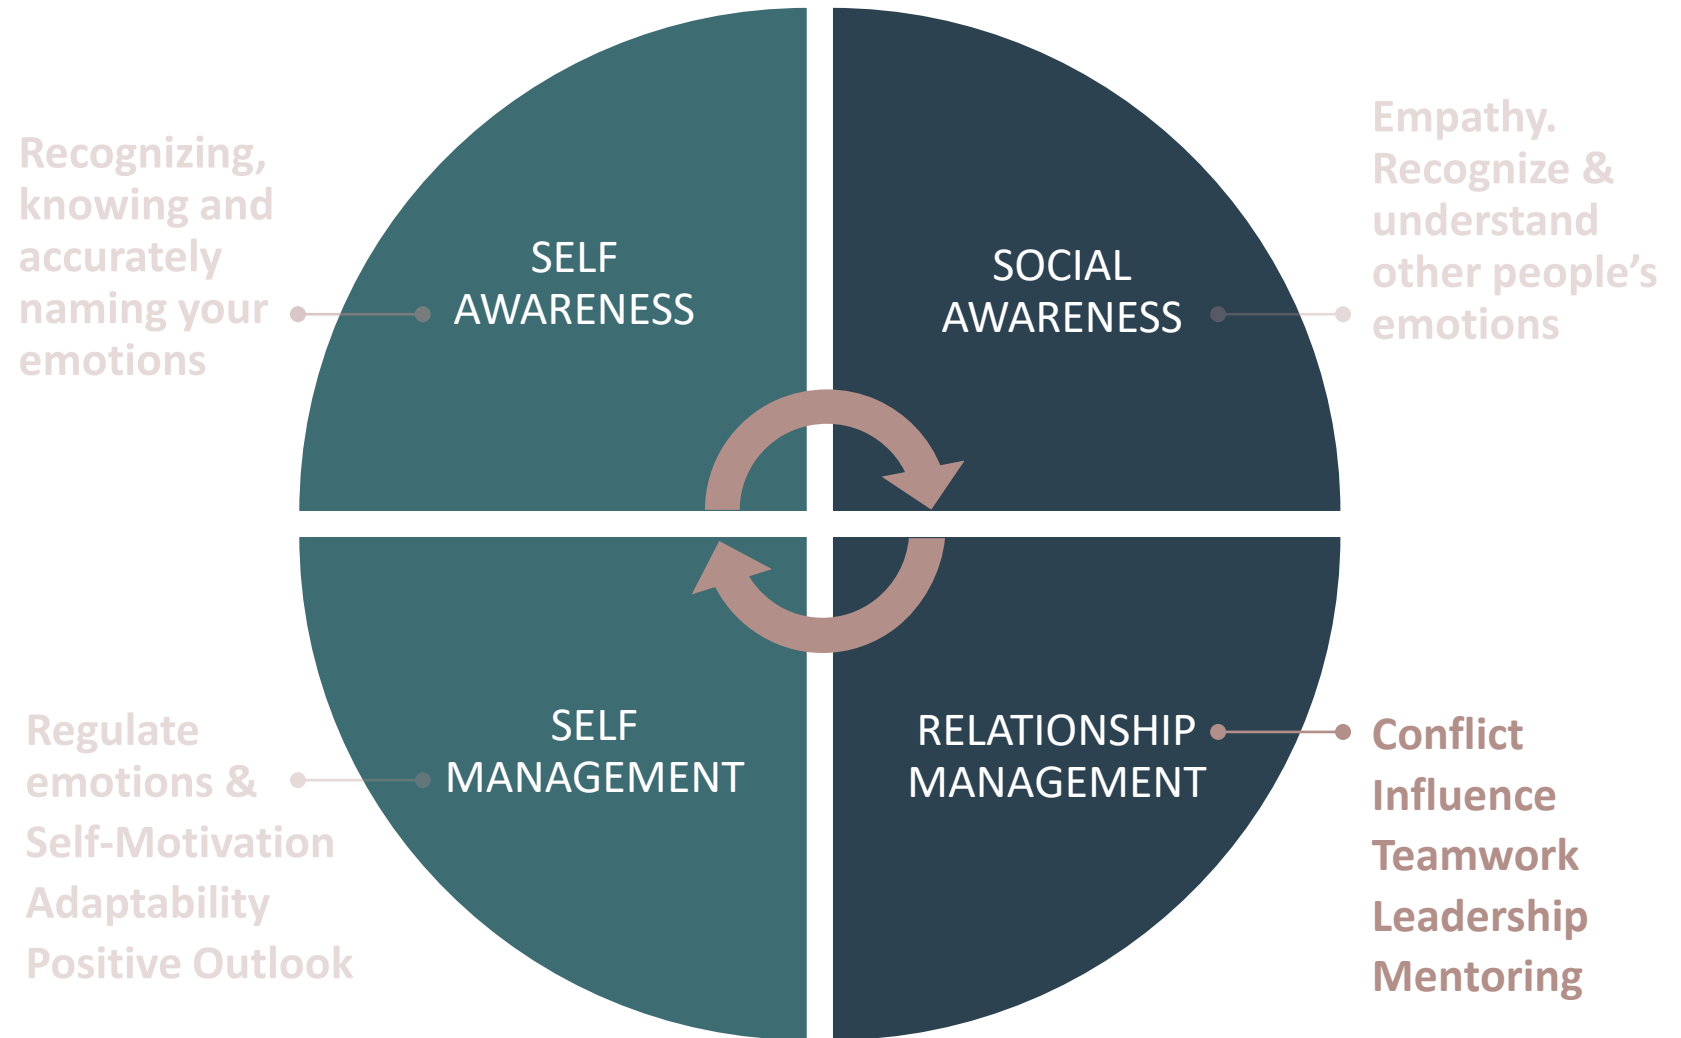 Recognizing,
knowing and
accurately
naming your
emotions
SELF
AWARENESS
SOCIAL
AWARENESS
Empathy.
Recognize &
understand
other people’s
emotions
Regulate
emotions &
Self-Motivation
Adaptability
Positive Outlook
SELF
MANAGEMENT
RELATIONSHIP
MANAGEMENT
Conflict
Influence
Teamwork
Leadership
Mentoring